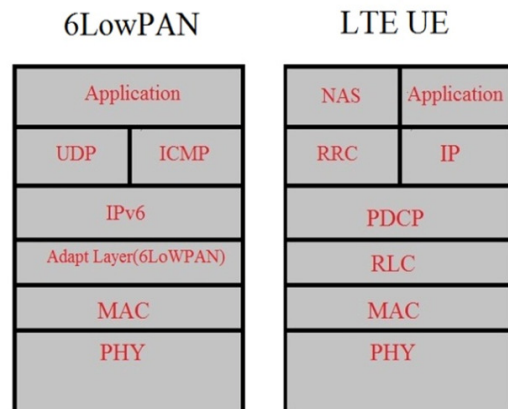 6LowPAN
Application
UDP ICMP
IPv6
Adapt Layer(6LoWPAN)
MAC
PHY
LTE UE
NAS Application
RRC IP
PDCP
RLC
MAC
PHY